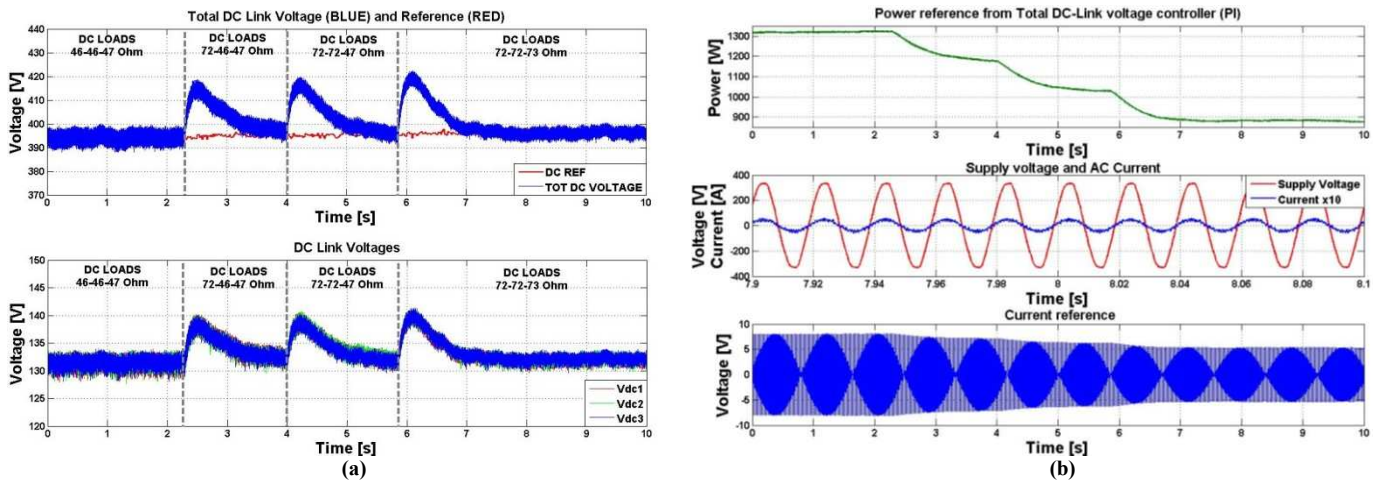 Total DC Link Voltage (BLUE) and Reference (RED)
440
430
420
410
400
390
380
370
Voltage [V]
DC LOADS
46-46-47 Ohm
DC LOADS
72-46-47 Ohm
DC LOADS
72-72-47 Ohm
DC LOADS
72-72-73 Ohm
DC REF
TOT DC VOLTAGE
0 1 2 3 4 5 6 7 8 9 10
Time [s]
DC Link Voltages
150
145
140
135
130
125
120
Voltage [V]
DC LOADS
46-46-47 Ohm
DC LOADS
72-46-47 Ohm
DC LOADS
72-72-47 Ohm
DC LOADS
72-72-73 Ohm
Vdc1
Vdc2
Vdc3
0 1 2 3 4 5 6 7 8 9 10
Time [s]
(a)
Power reference from Total DC-Link voltage controller (PI)
1300
1200
1100
1000
900
Power [W]
0 1 2 3 4 5 6 7 8 9 10
Time [s]
Supply voltage and AC Current
400
200
0
-200
-400
Voltage [V]
Current [A]
Supply Voltage
Current x10
7.9 7.92 7.94 7.96 7.98 8 8.02 8.04 8.06 8.08 8.1
Time [s]
Current reference
10
5
0
-5
-10
Voltage [V]
0 1 2 3 4 5 6 7 8 9 10
Time [s]
(b)